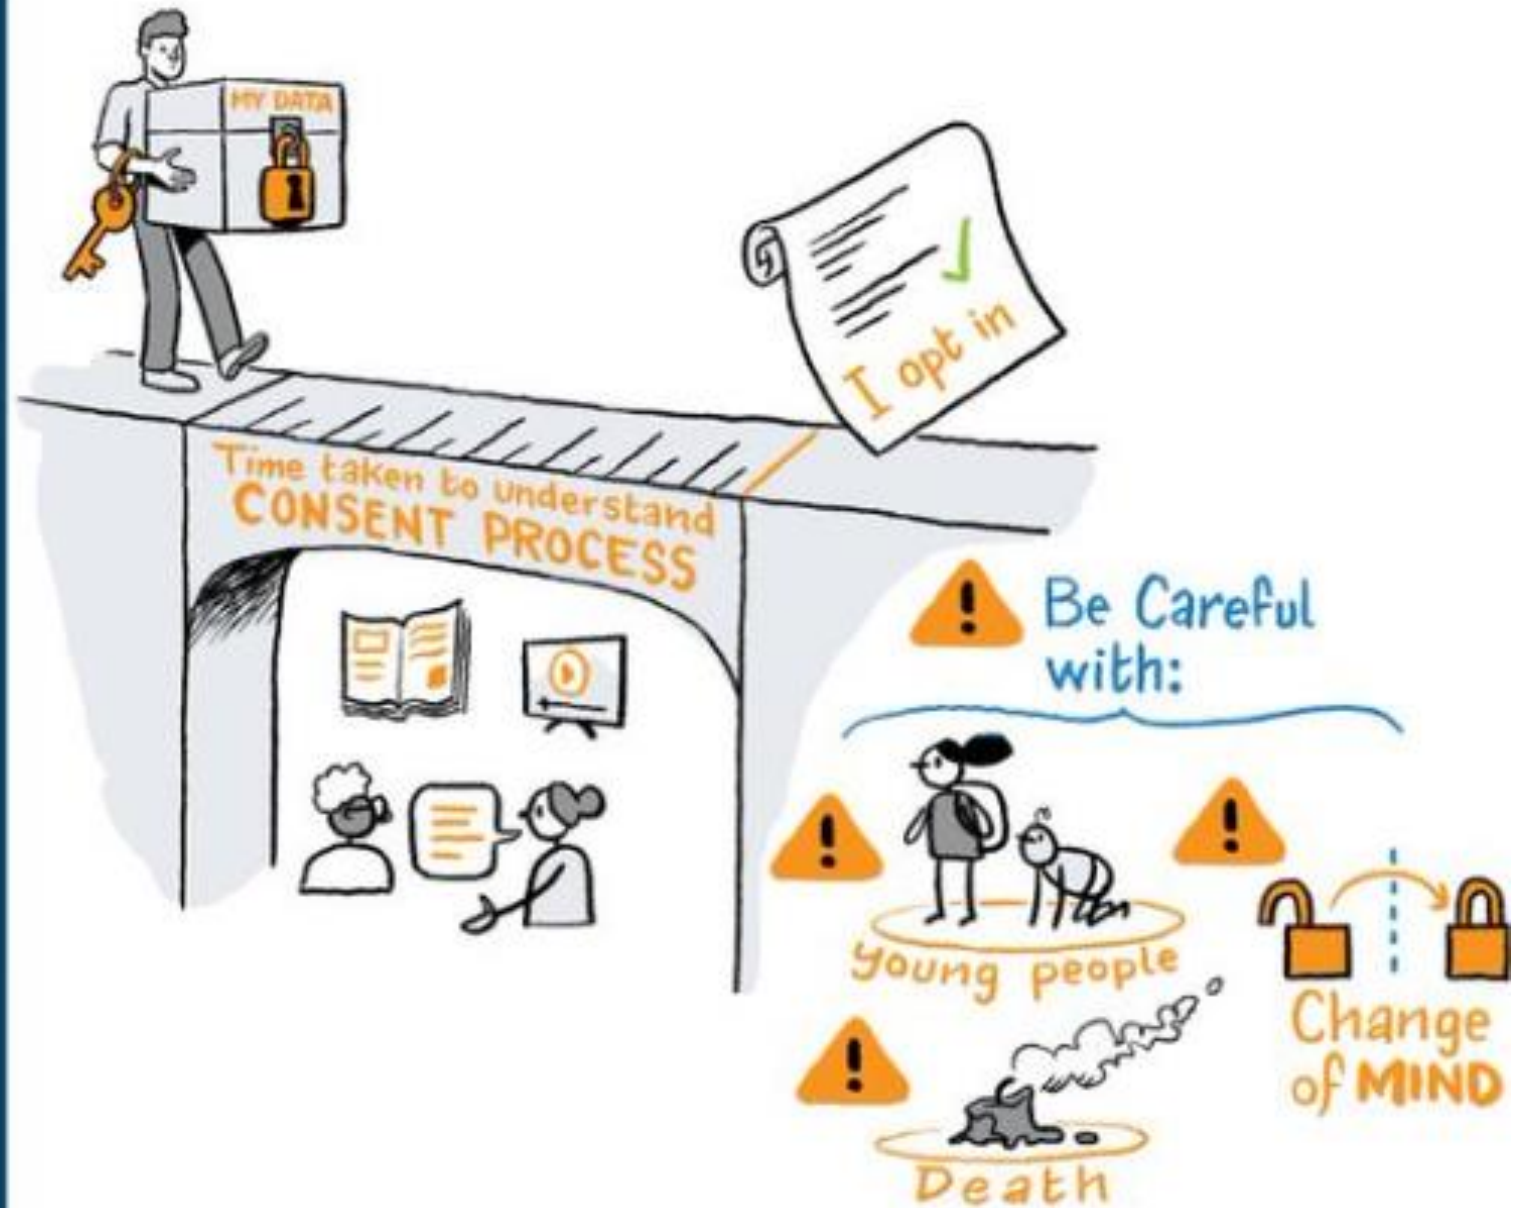 MY DATA
I opt in
Time taken to understand
CONSENT PROCESS
Be Careful
with:
young people
Change
of MIND
Death